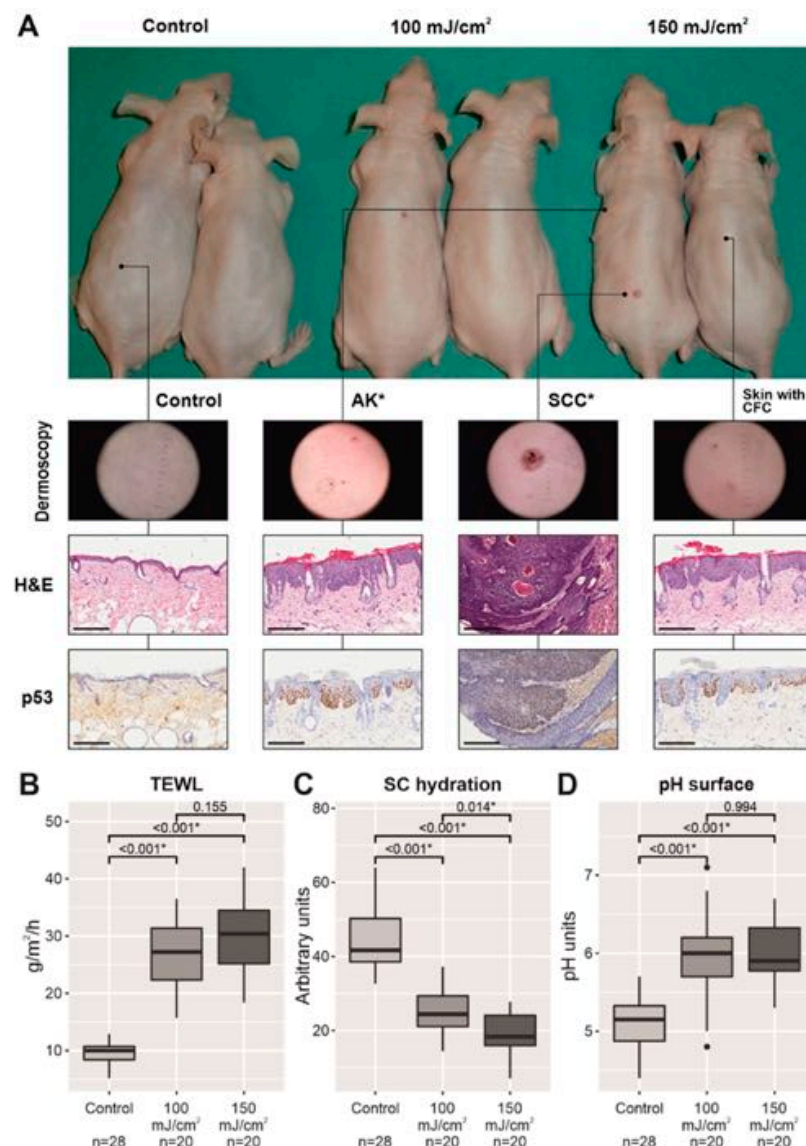 A
Control 100 mJ/cm² 150 mJ/cm²
Control AK* SCC* Skin with CFC
Dermoscopy
H&E
p53
B TEWL
0.155
<0.001*
<0.001*
50
40
30
20
10
g/m²/h
Control 100 mJ/cm² 150 mJ/cm²
n=28 n=20 n=20
C SC hydration
0.014*
<0.001*
<0.001*
80
60
40
20
Arbitrary units
Control 100 mJ/cm² 150 mJ/cm²
n=28 n=20 n=20
D pH surface
0.994
<0.001*
<0.001*
7
6
5
pH units
Control 100 mJ/cm² 150 mJ/cm²
n=28 n=20 n=20